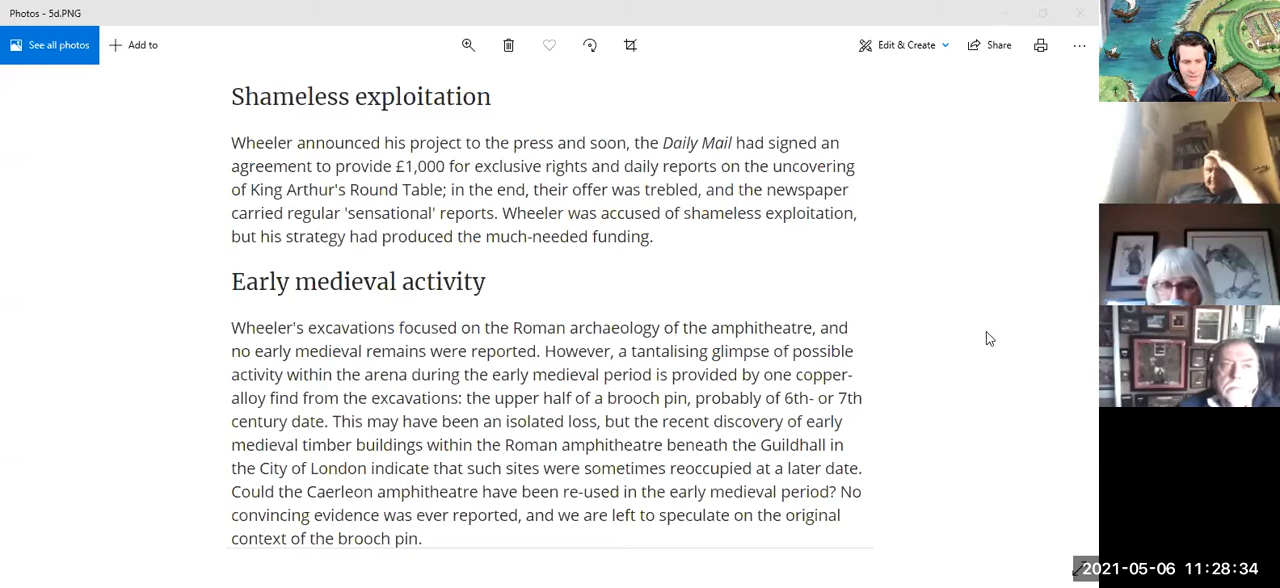 Photos - 5d.PNG
See all photos
Add to
Edit & Create
Share
Shameless exploitation
Wheeler announced his project to the press and soon, the Daily Mail had signed an
agreement to provide £1,000 for exclusive rights and daily reports on the uncovering
of King Arthur's Round Table; in the end, their offer was trebled, and the newspaper
carried regular 'sensational' reports. Wheeler was accused of shameless exploitation,
but his strategy had produced the much-needed funding.
Early medieval activity
Wheeler's excavations focused on the Roman archaeology of the amphitheatre, and
no early medieval remains were reported. However, a tantalising glimpse of possible
activity within the arena during the early medieval period is provided by one copper-
alloy find from the excavations: the upper half of a brooch pin, probably of 6th- or 7th
century date. This may have been an isolated loss, but the recent discovery of early
medieval timber buildings within the Roman amphitheatre beneath the Guildhall in
the City of London indicate that such sites were sometimes reoccupied at a later date.
Could the Caerleon amphitheatre have been re-used in the early medieval period? No
convincing evidence was ever reported, and we are left to speculate on the original
context of the brooch pin.
2021-05-06 11:28:34